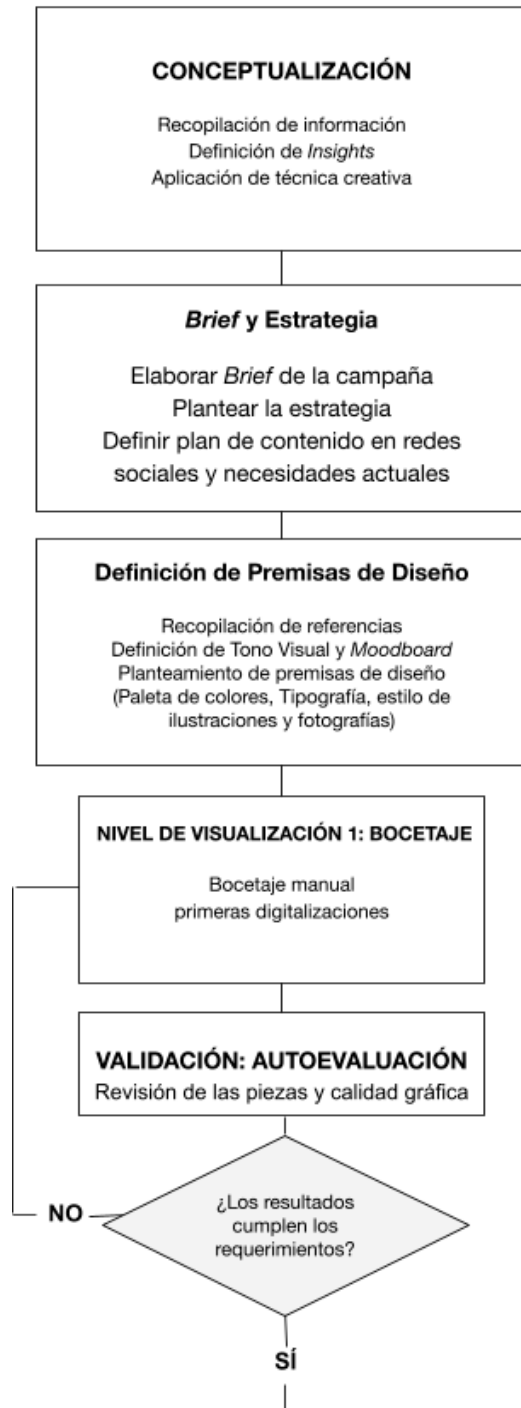 CONCEPTUALIZACIÓN
Recopilación de información
Definición de Insights
Aplicación de técnica creativa
Brief y Estrategia
Elaborar Brief de la campaña
Plantear la estrategia
Definir plan de contenido en redes
sociales y necesidades actuales
Definición de Premisas de Diseño
Recopilación de referencias
Definición de Tono Visual y Moodboard
Planteamiento de premisas de diseño
(Paleta de colores, Tipografía, estilo de
ilustraciones y fotografías)
NIVEL DE VISUALIZACIÓN 1: BOCETAJE
Bocetaje manual
primeras digitalizaciones
VALIDACIÓN: AUTOEVALUACIÓN
Revisión de las piezas y calidad gráfica
¿Los resultados
cumplen los
requerimientos?
NO
SÍ